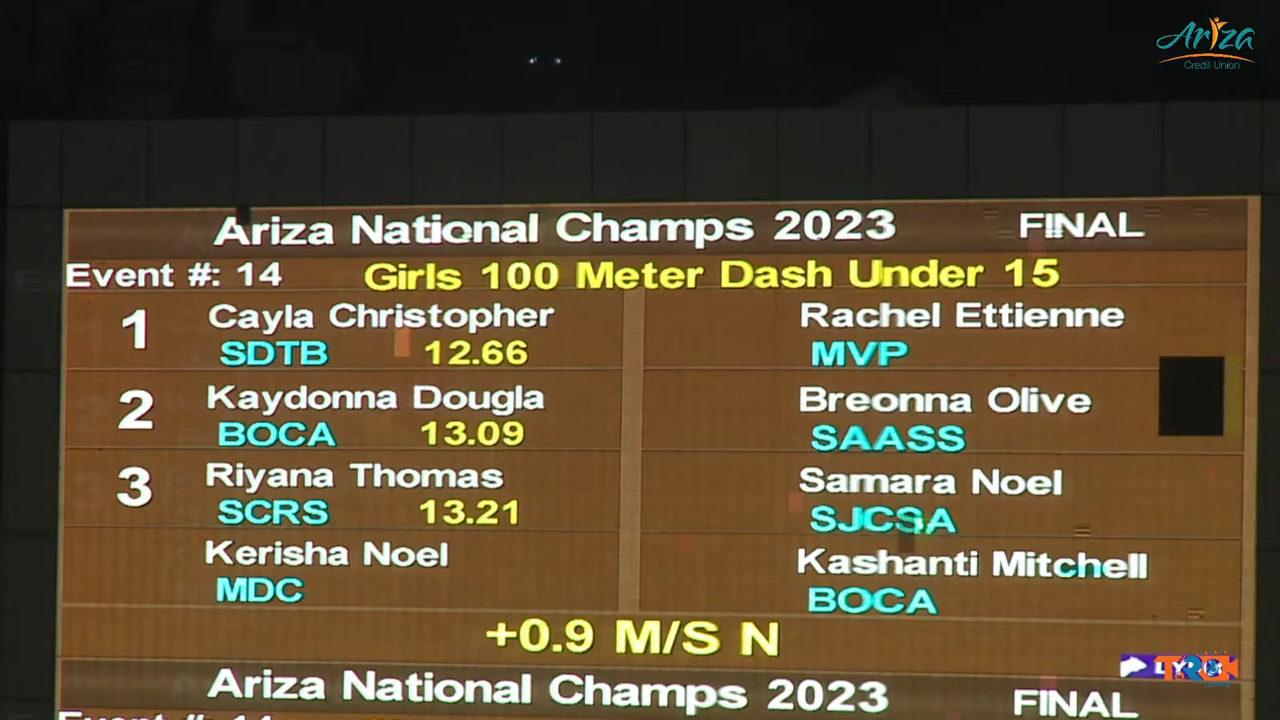 Ariza
Credit Union
Ariza National Champs 2023 FINAL
Event #: 14 Girls 100 Meter Dash Under 15
1 Cayla Christopher
SDTB 12.66
Rachel Ettienne
MVP
2 Kaydonna Dougla
BOCA 13.09
Breonna Olive
SAASS
3 Riyana Thomas
SCRS 13.21
Samara Noel
SJCSA
Kerisha Noel
MDC
Kashanti Mitchell
BOCA
+0.9 M/S N
Ariza National Champs 2023 FINAL
Event #: 14